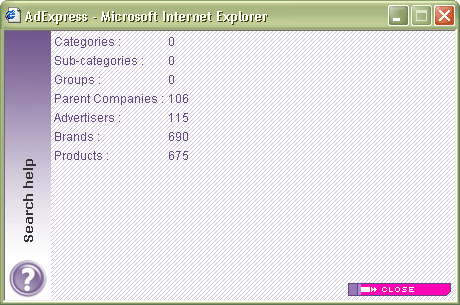 AdExpress - Microsoft Internet Explorer
Categories : 0
Sub-categories : 0
Groups : 0
Parent Companies : 106
Advertisers : 115
Brands : 690
Products : 675
Search help
?
CLOSE